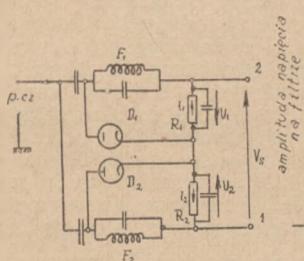 F₁
2
p.cz
D₁
I₁
R₁
U₁
D₂
Vs
I₂
R₂
U₂
1
F₂
amplituda napięcia
na filtrze